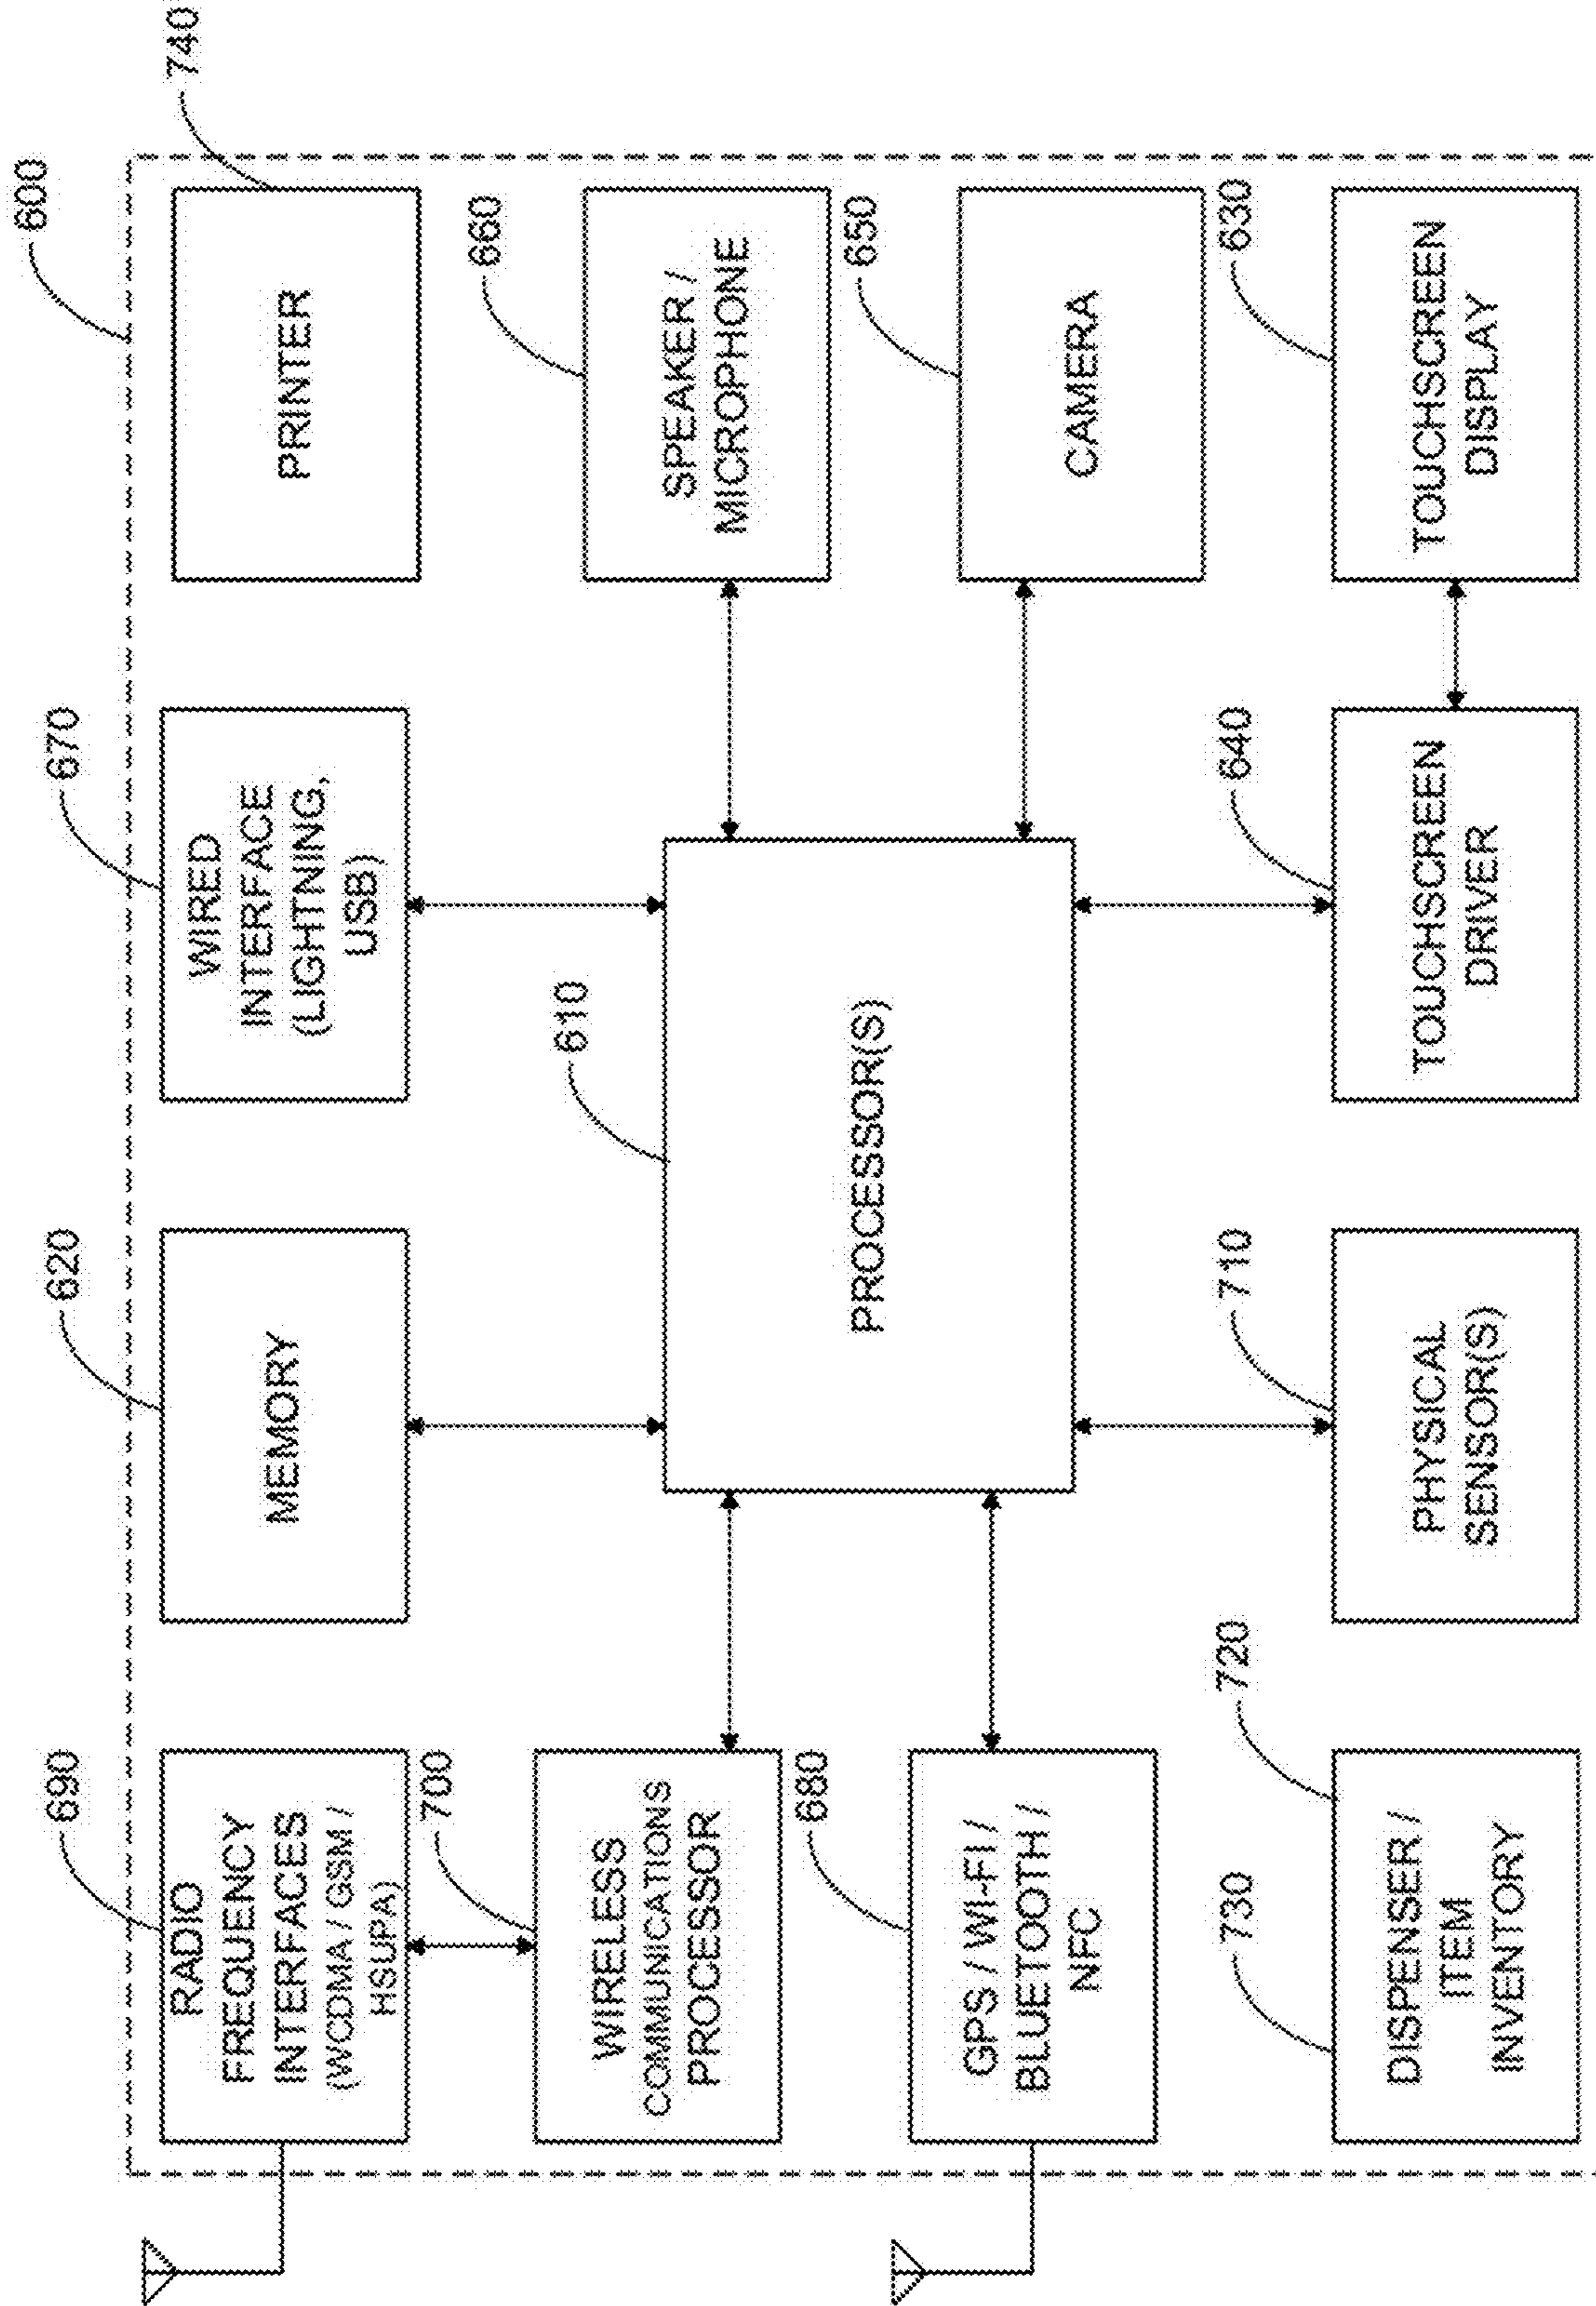 600
690
620
670
740
RADIO
FREQUENCY
INTERFACES
(WCDMA / GSM /
HSUPA)
MEMORY
WIRED
INTERFACE
(LIGHTNING,
USB)
PRINTER
700
610
660
WIRELESS
COMMUNICATIONS
PROCESSOR
PROCESSOR(S)
SPEAKER /
MICROPHONE
680
650
GPS / WI-FI /
BLUETOOTH /
NFC
CAMERA
730
720
710
640
630
DISPENSER /
ITEM
INVENTORY
PHYSICAL
SENSOR(S)
TOUCHSCREEN
DRIVER
TOUCHSCREEN
DISPLAY